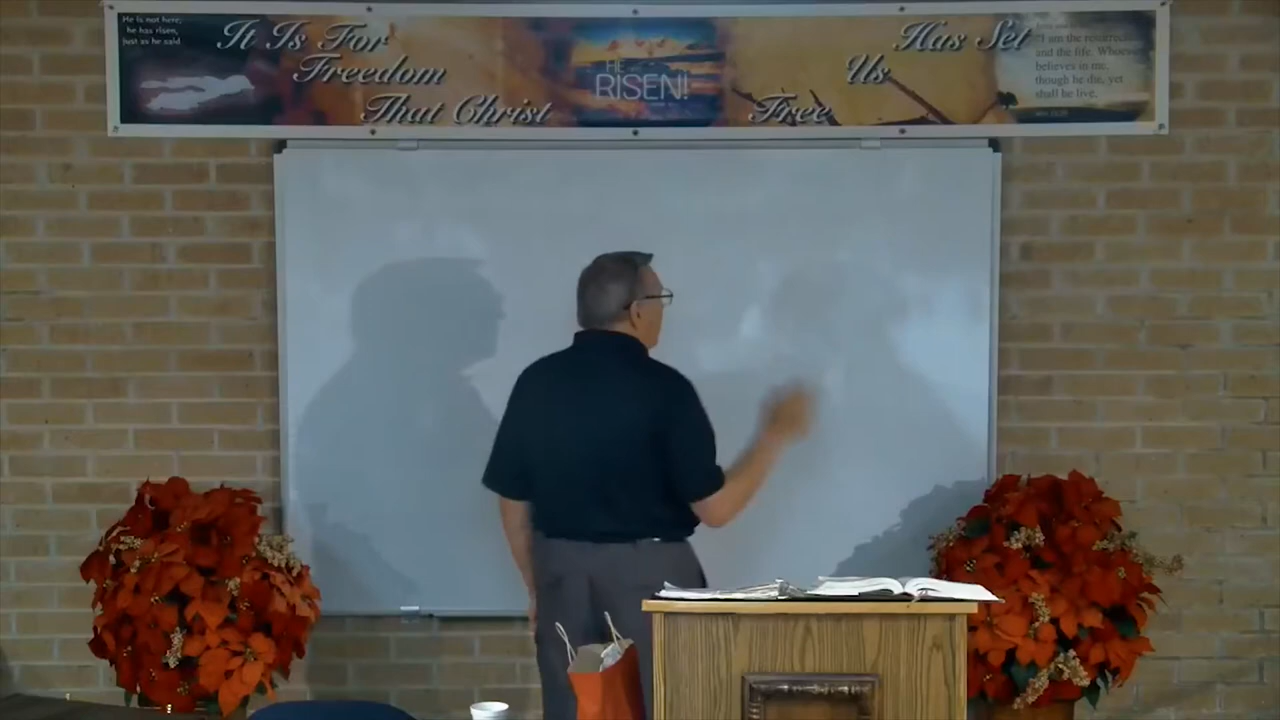 He is not here;
he has risen,
just as he said.
It Is For
Freedom
That Christ
HE
RISEN!
Has Set
Us
Free
"I am the resurrec
and the life. Whoev
believes in me,
though he die, yet
shall he live,